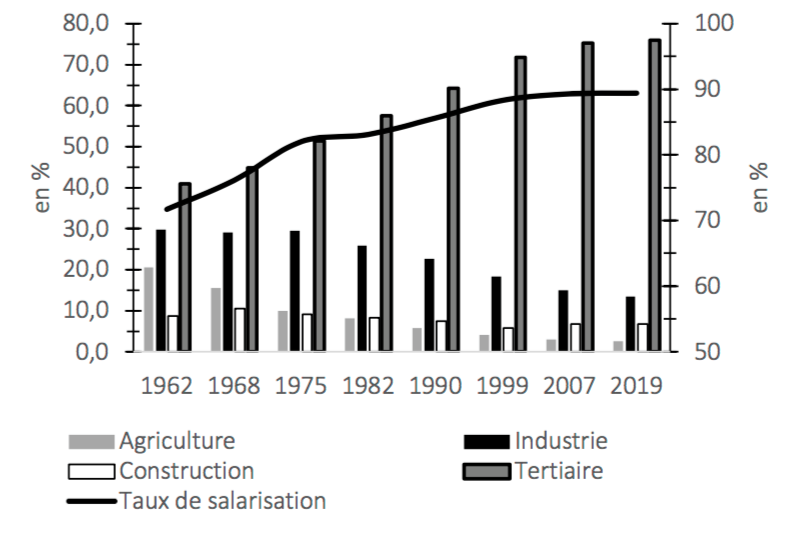 80,0
70,0
60,0
50,0
40,0
30,0
20,0
10,0
0,0
en %
100
90
80
70
60
50
en %
1962 1968 1975 1982 1990 1999 2007 2019
Agriculture Industrie
Construction Tertiaire
Taux de salarisation